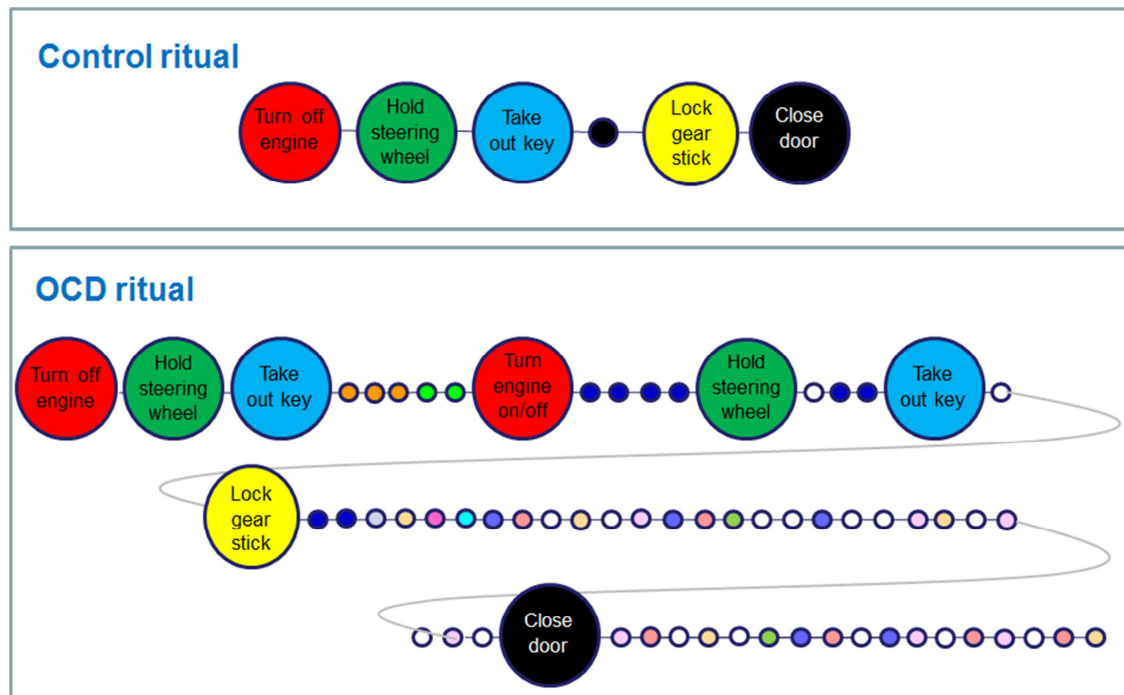 Control ritual
Turn off
engine
Hold
steering
wheel
Take
out key
Lock
gear
stick
Close
door
OCD ritual
Turn off
engine
Hold
steering
wheel
Take
out key
Turn
engine
on/off
Hold
steering
wheel
Take
out key
Lock
gear
stick
Close
door